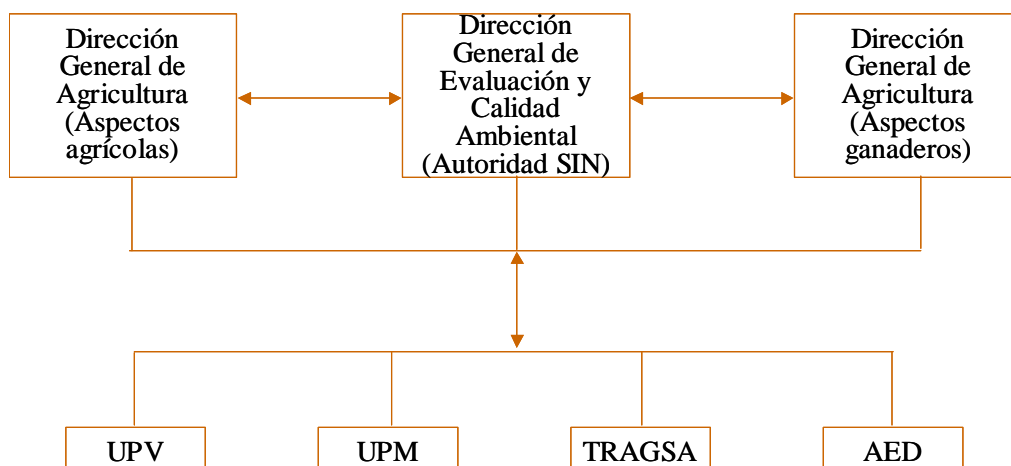 Dirección
General de
Agricultura
(Aspectos
agrícolas)
Dirección
General de
Evaluación y
Calidad
Ambiental
(Autoridad SIN)
Dirección
General de
Agricultura
(Aspectos
ganaderos)
UPV
UPM
TRAGSA
AED